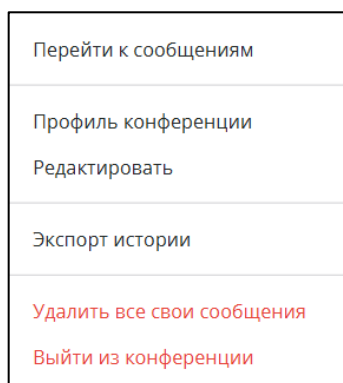 Перейти к сообщениям
Профиль конференции
Редактировать
Экспорт истории
Удалить все свои сообщения
Выйти из конференции